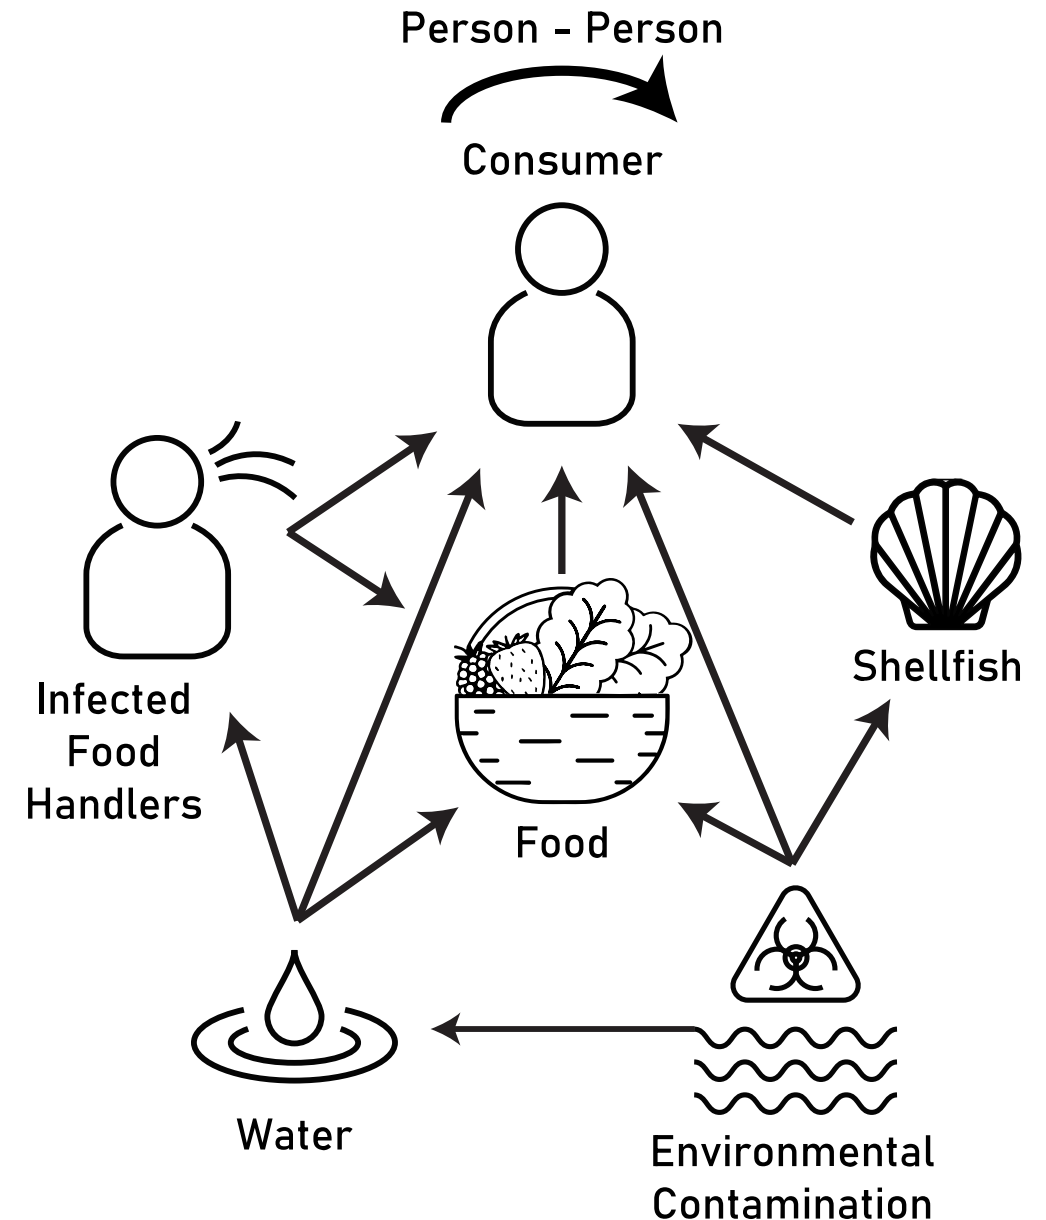 Person - Person
Consumer
Infected
Food
Handlers
Shellfish
Food
Water
Environmental
Contamination